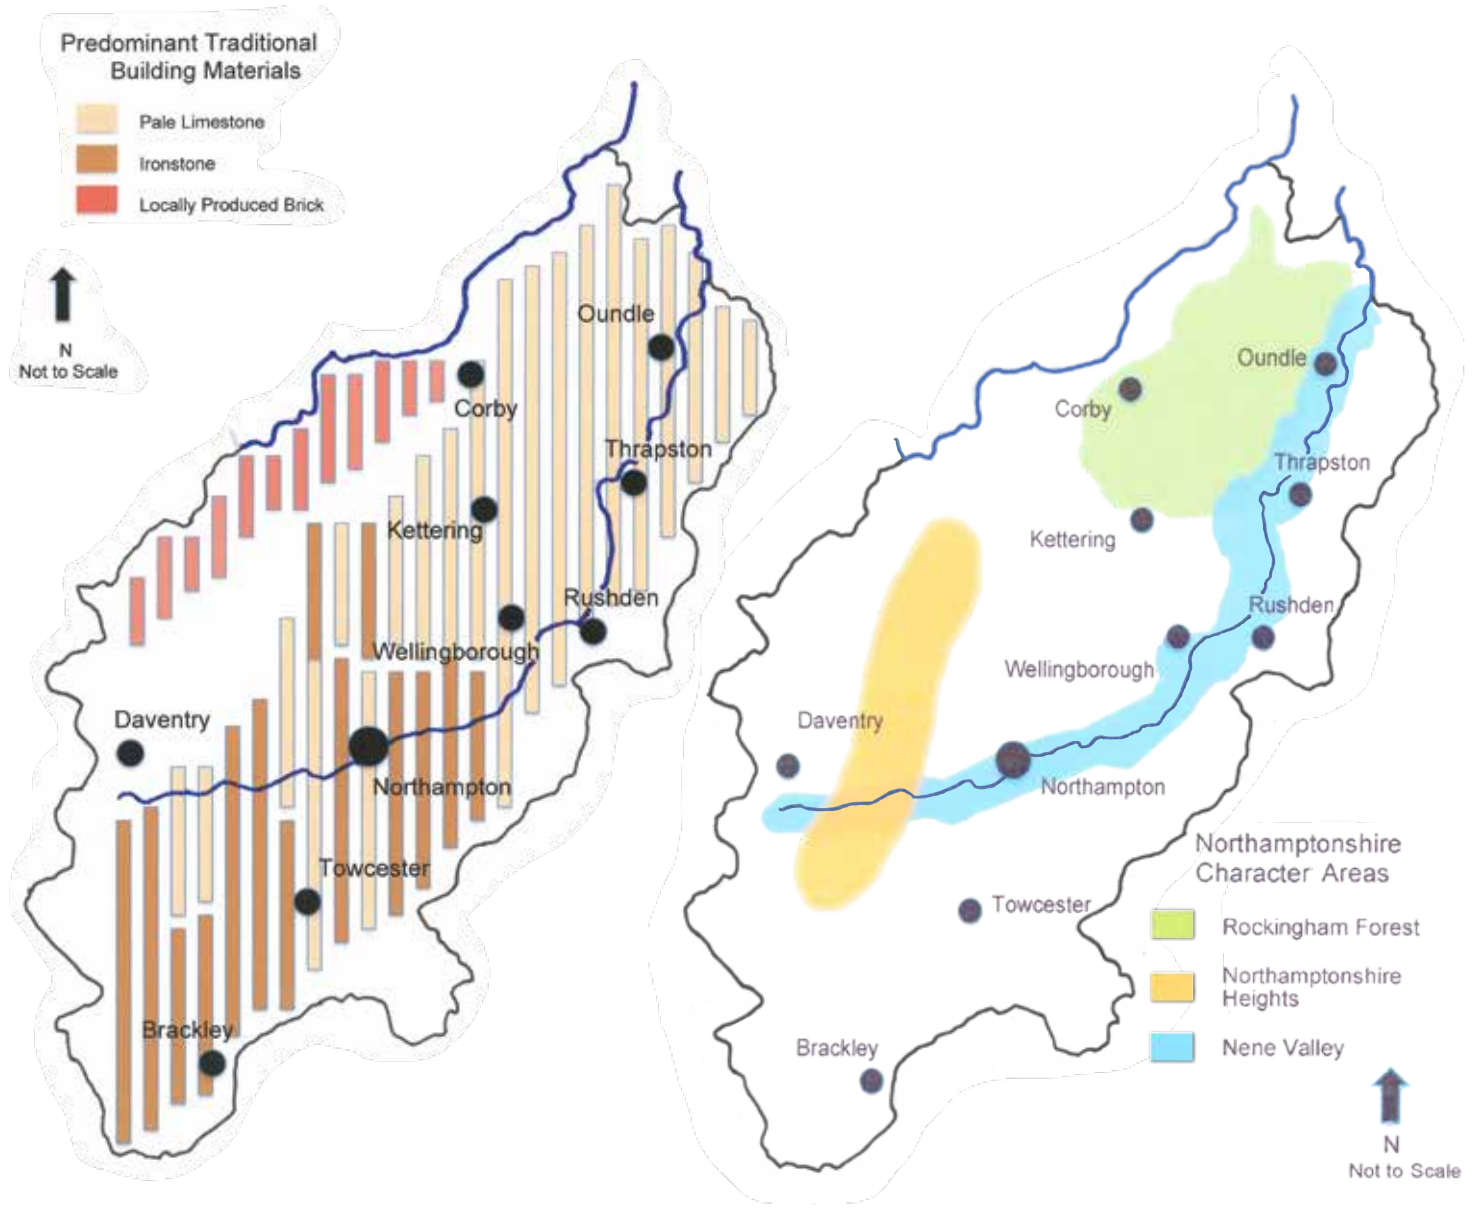 Predominant Traditional
Building Materials
Pale Limestone
Ironstone
Locally Produced Brick
N
Not to Scale
Oundle
Corby
Thrapston
Kettering
Rushden
Wellingborough
Daventry
Northampton
Towcester
Brackley
Oundle
Corby
Thrapston
Kettering
Rushden
Wellingborough
Daventry
Northampton
Towcester
Brackley
Northamptonshire
Character Areas
Rockingham Forest
Northamptonshire
Heights
Nene Valley
N
Not to Scale